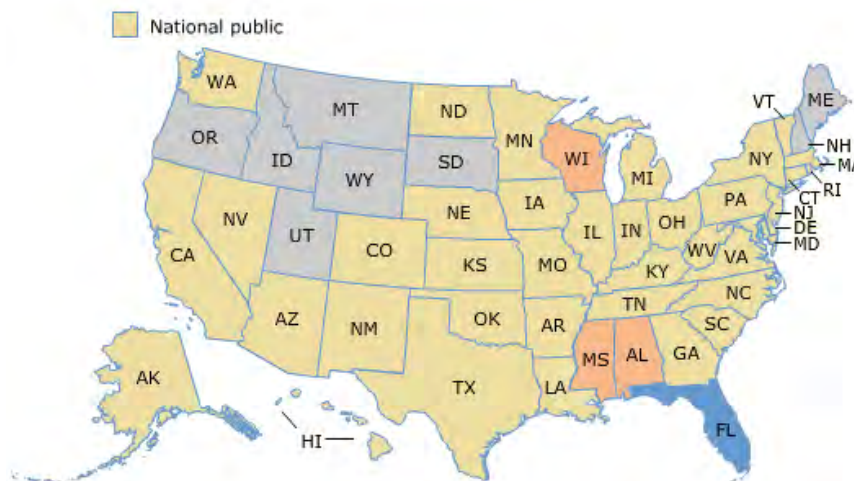 National public
WA
MT
ND
MN
VT
ME
OR
ID
SD
WI
NH
WY
MI
NY
MA
RI
CT
NV
NE
IA
PA
NJ
UT
IL
IN
OH
DE
CA
CO
WV
MD
KS
MO
VA
KY
NC
TN
AZ
NM
OK
AR
SC
MS
AL
GA
AK
TX
LA
FL
HI